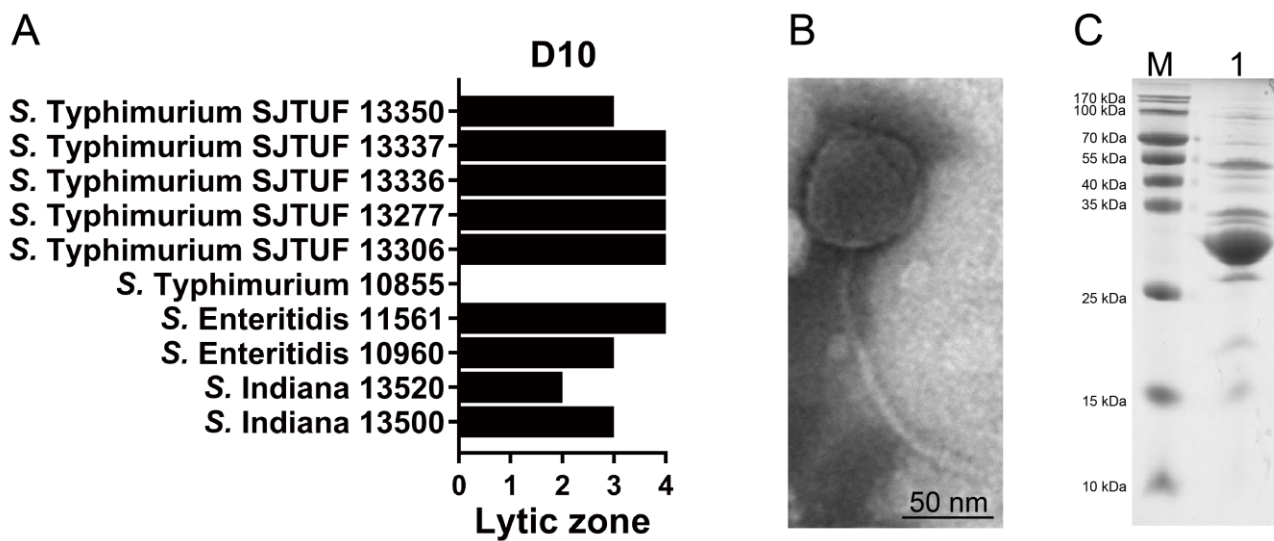 A
D10
S. Typhimurium SJTUF 13350
S. Typhimurium SJTUF 13337
S. Typhimurium SJTUF 13336
S. Typhimurium SJTUF 13277
S. Typhimurium SJTUF 13306
S. Typhimurium 10855
S. Enteritidis 11561
S. Enteritidis 10960
S. Indiana 13520
S. Indiana 13500
0 1 2 3 4
Lytic zone
B
50 nm
C
M 1
170 kDa
100 kDa
70 kDa
55 kDa
40 kDa
35 kDa
25 kDa
15 kDa
10 kDa